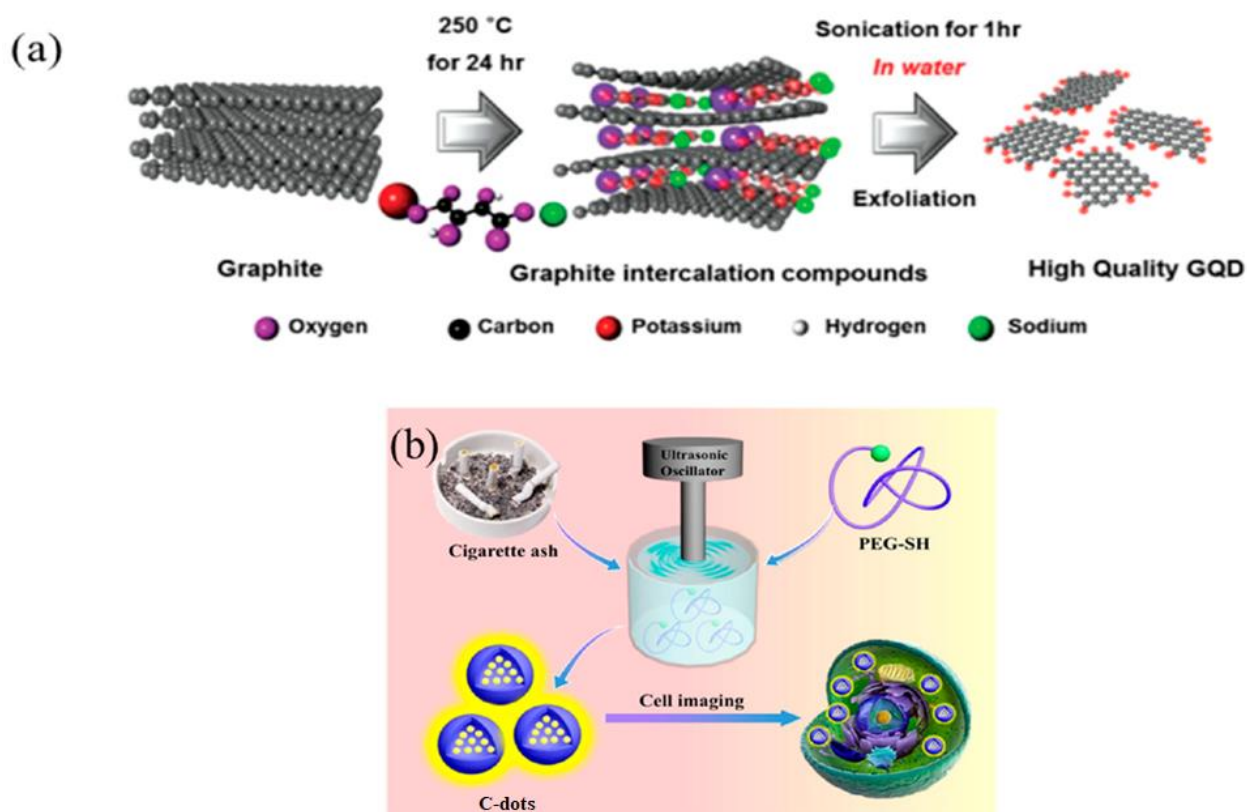 (a)
250 °C
for 24 hr
Sonication for 1hr
In water
Exfoliation
Graphite
Graphite intercalation compounds
High Quality GQD
Oxygen
Carbon
Potassium
Hydrogen
Sodium
(b)
Ultrasonic
Oscillator
Cigarette ash
PEG-SH
Cell imaging
C-dots